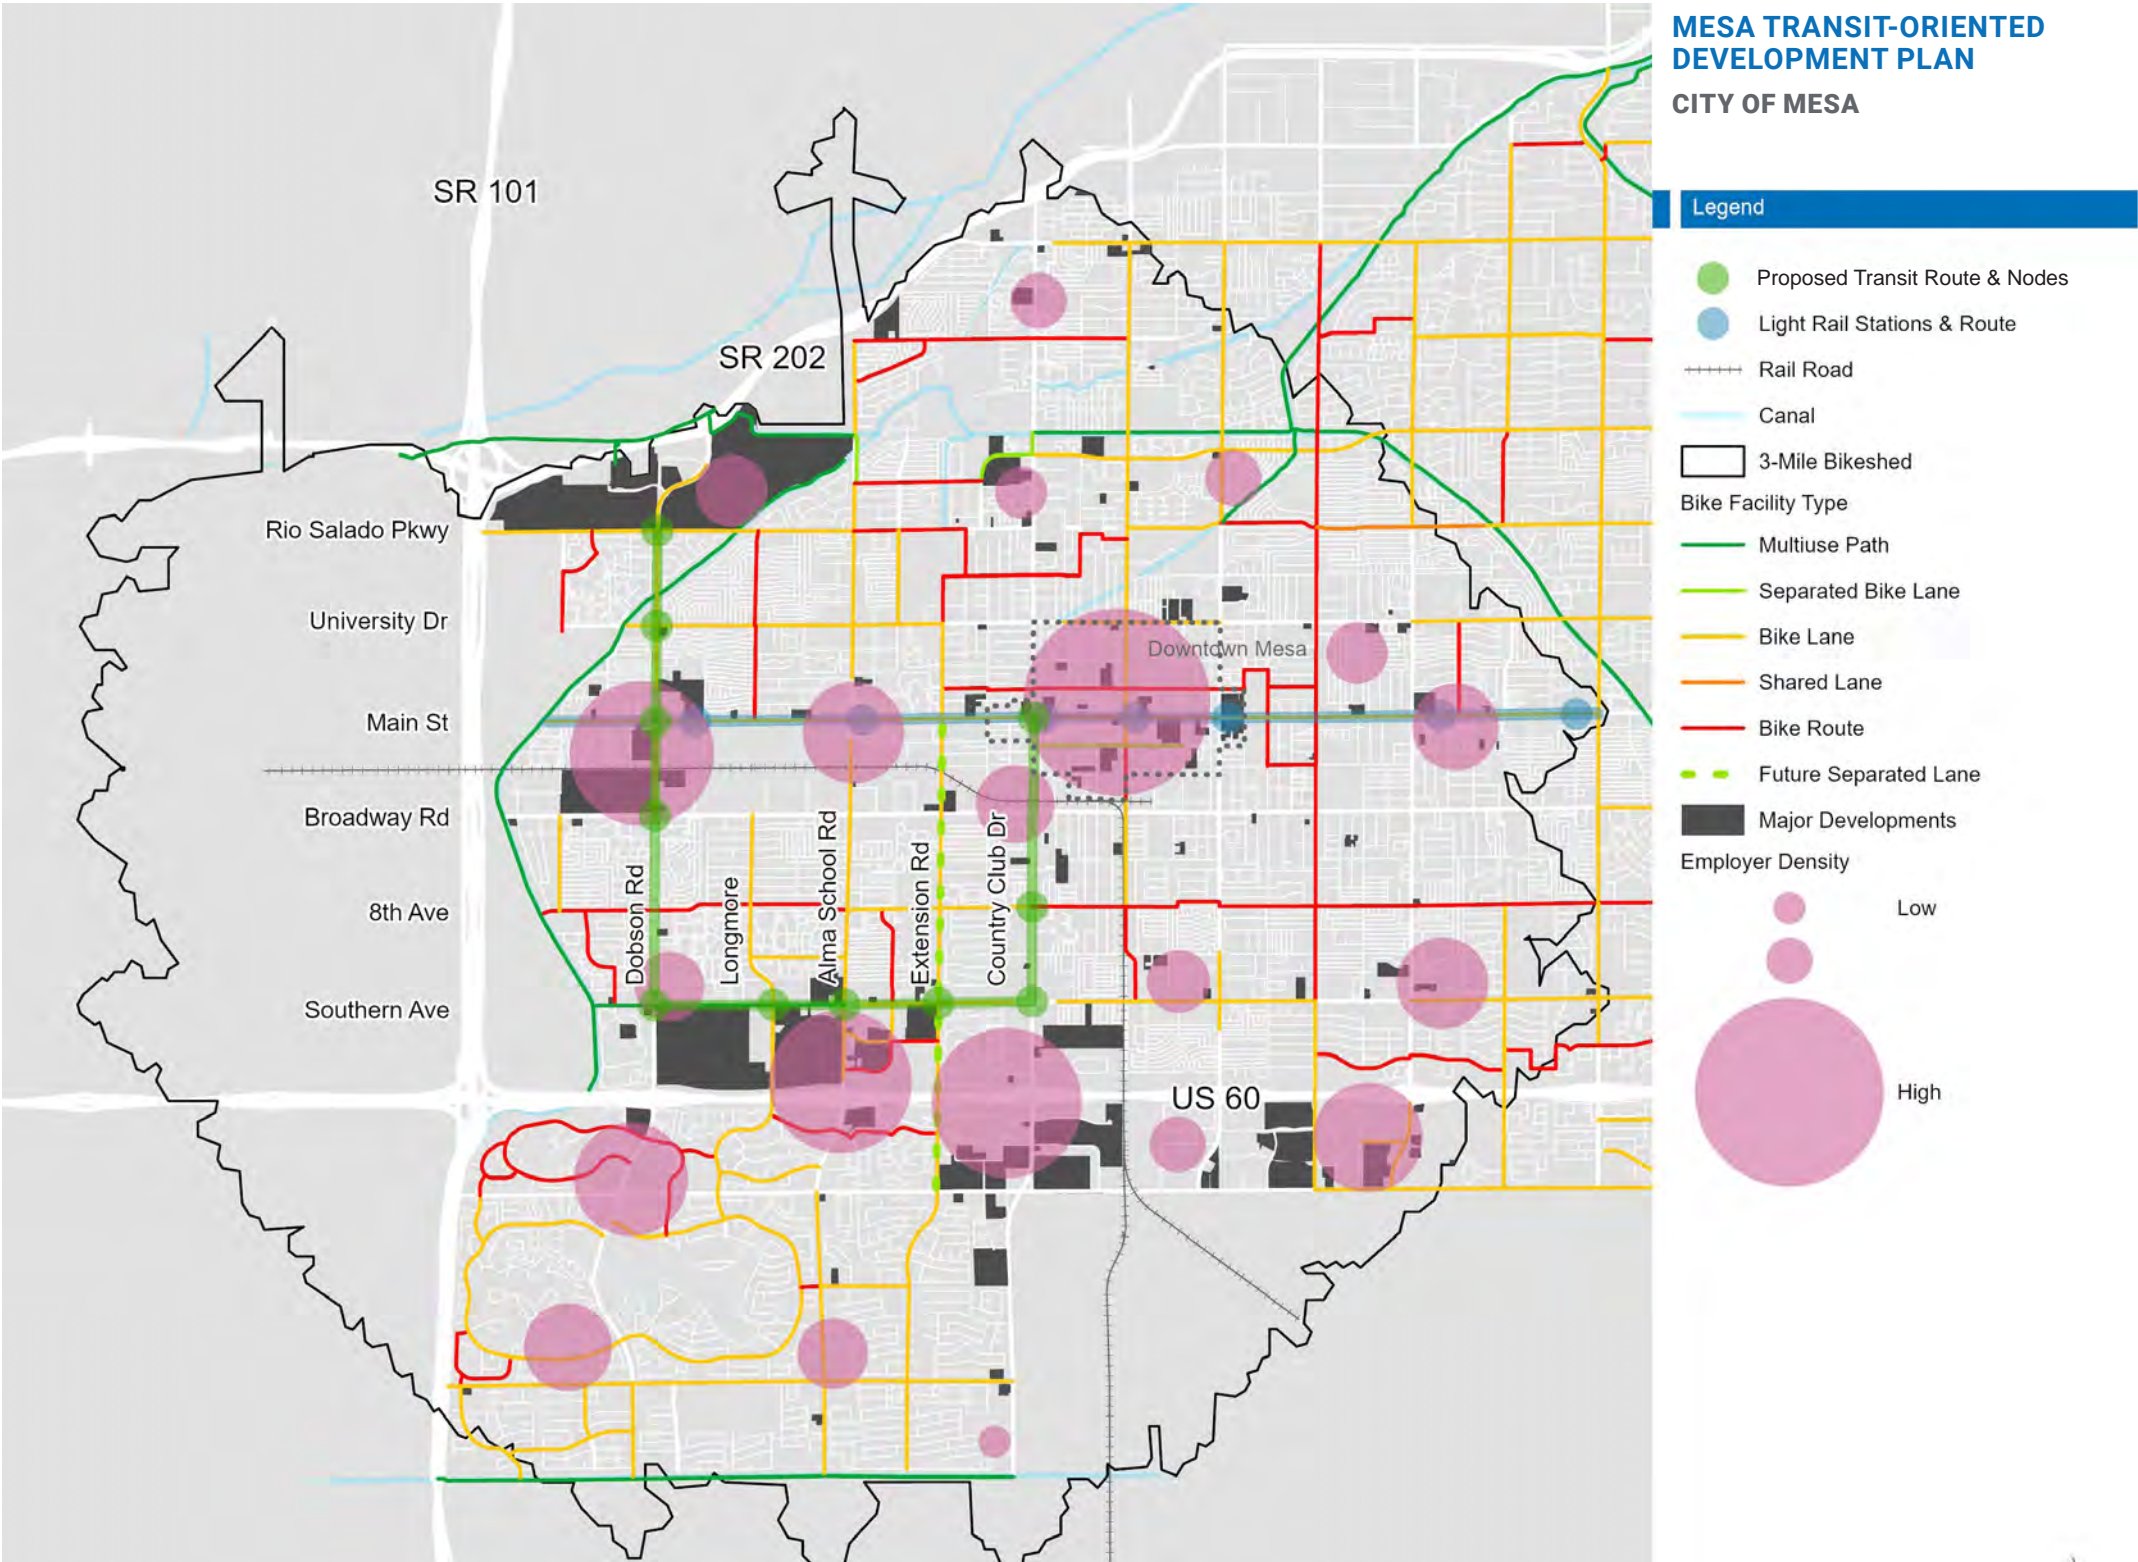 MESA TRANSIT-ORIENTED
DEVELOPMENT PLAN
CITY OF MESA
Legend
Proposed Transit Route & Nodes
Light Rail Stations & Route
Rail Road
Canal
3-Mile Bikeshed
Bike Facility Type
Multiuse Path
Separated Bike Lane
Bike Lane
Shared Lane
Bike Route
Future Separated Lane
Major Developments
Employer Density
Low
High
SR 101
SR 202
Rio Salado Pkwy
University Dr
Downtown Mesa
Main St
Broadway Rd
8th Ave
Southern Ave
Dobson Rd
Longmore
Alma School Rd
Extension Rd
Country Club Dr
US 60